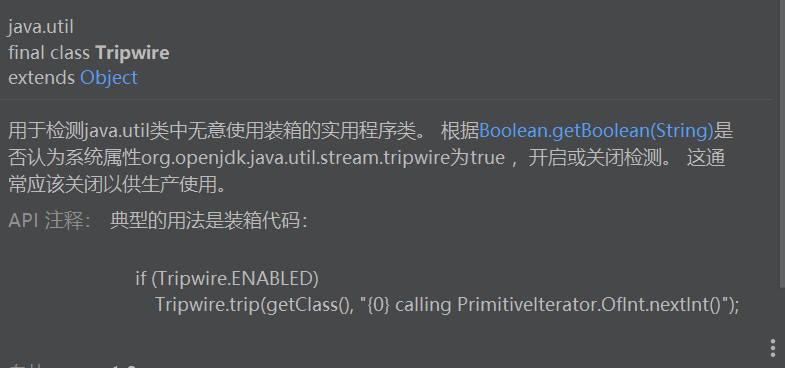 java.util
final class Tripwire
extends Object
用于检测java.util类中无意使用装箱的实用程序类。 根据Boolean.getBoolean(String)是
否认为系统属性org.openjdk.java.util.stream.tripwire为true ，开启或关闭检测。 这通
常应该关闭以供生产使用。
API 注释： 典型的用法是装箱代码：
if (Tripwire.ENABLED)
Tripwire.trip(getClass(), "{0} calling PrimitiveIterator.OfInt.nextInt()");